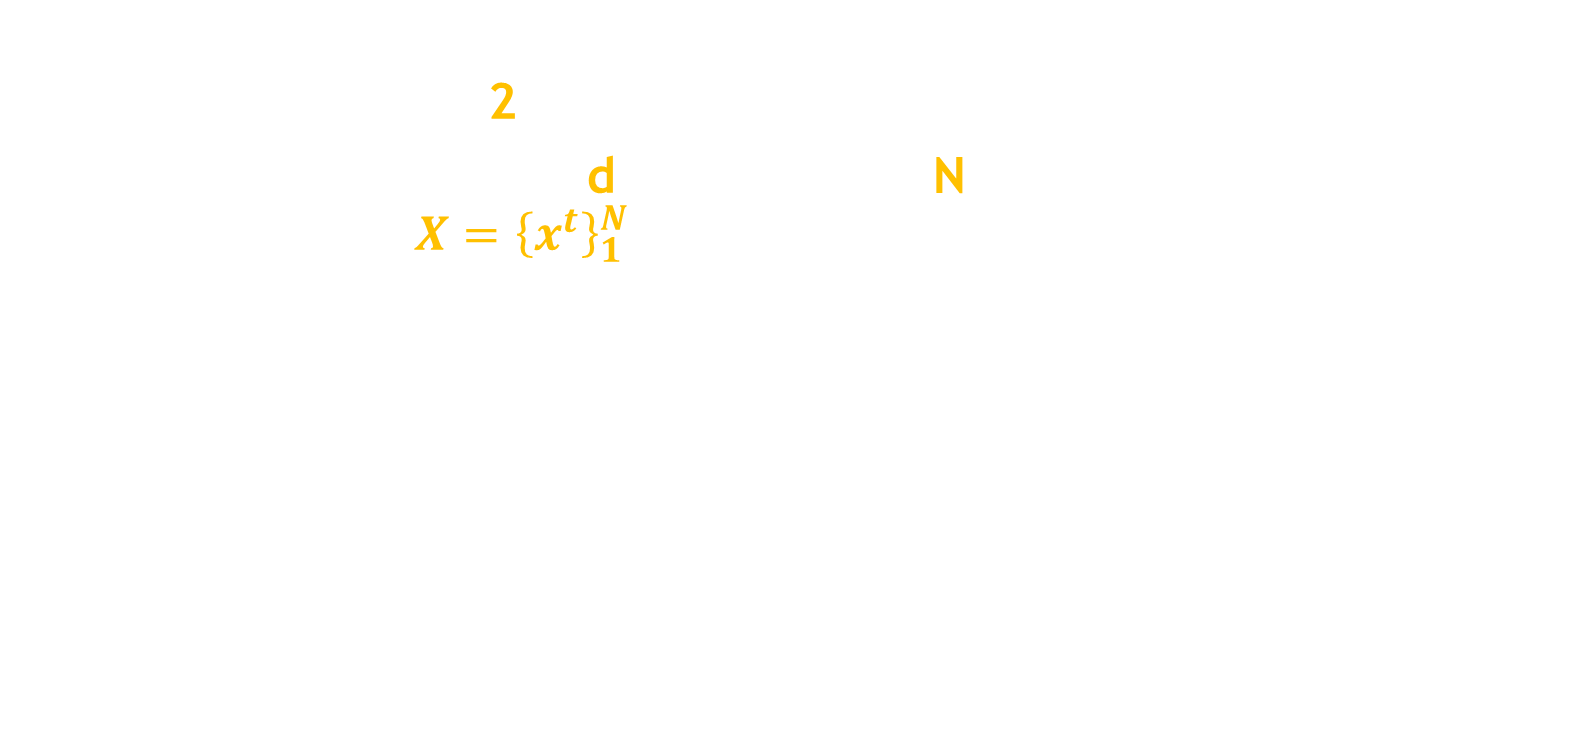 2
d N
X = {x^t}_1^N